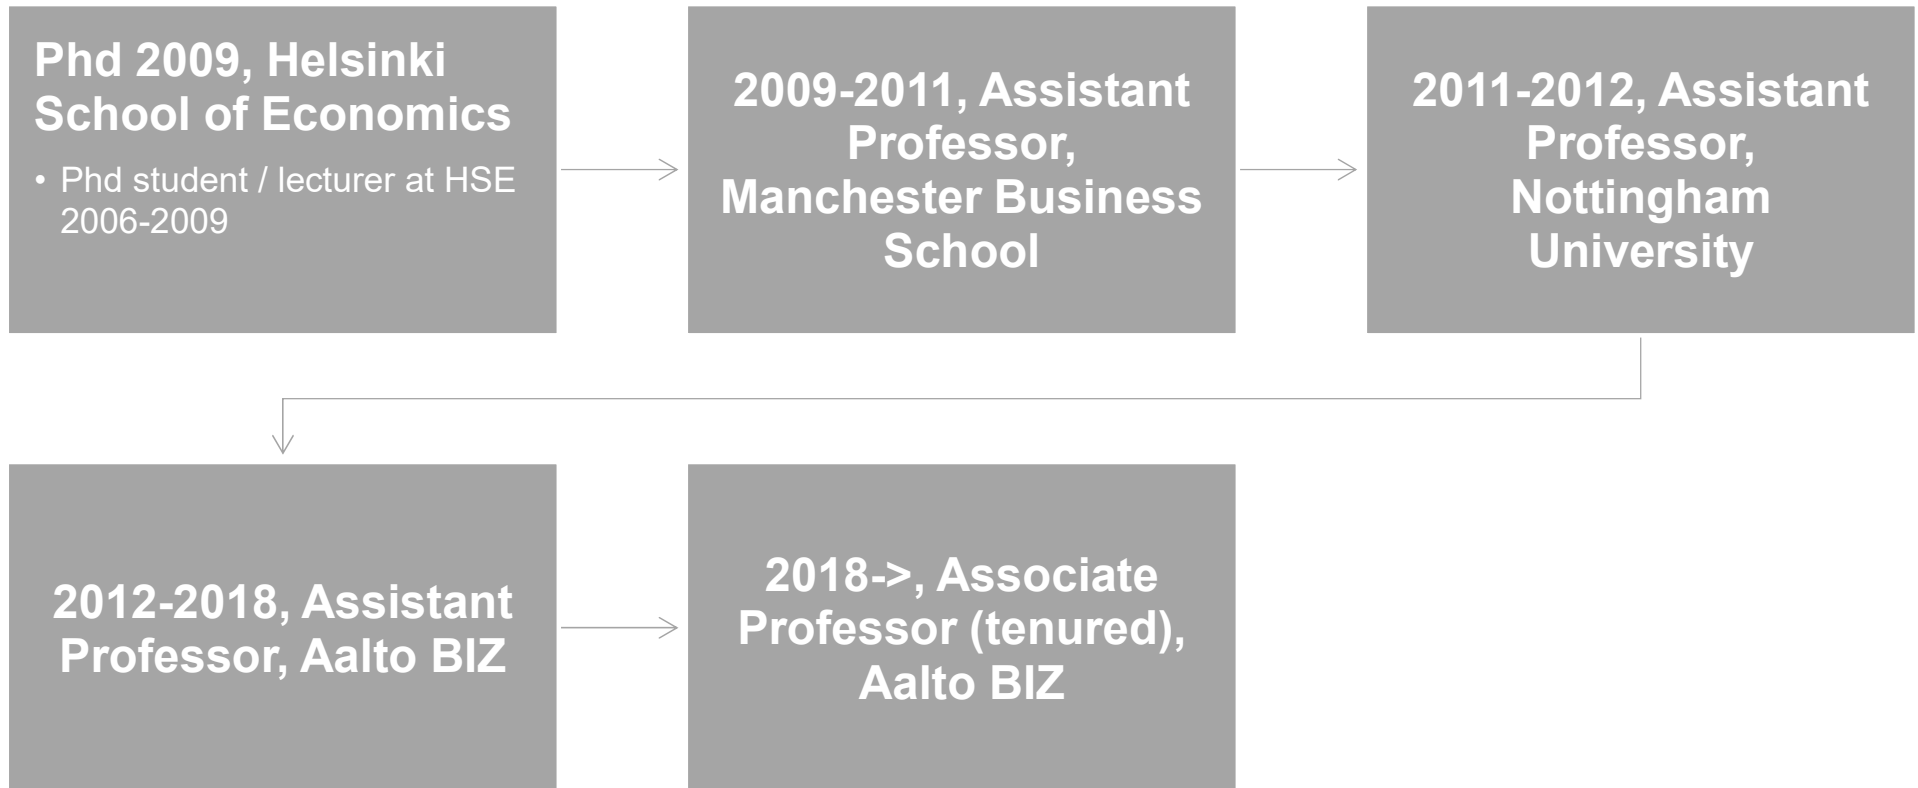 Phd 2009, Helsinki
School of Economics
• Phd student / lecturer at HSE
2006-2009
2009-2011, Assistant
Professor,
Manchester Business
School
2011-2012, Assistant
Professor,
Nottingham
University
2012-2018, Assistant
Professor, Aalto BIZ
2018->, Associate
Professor (tenured),
Aalto BIZ